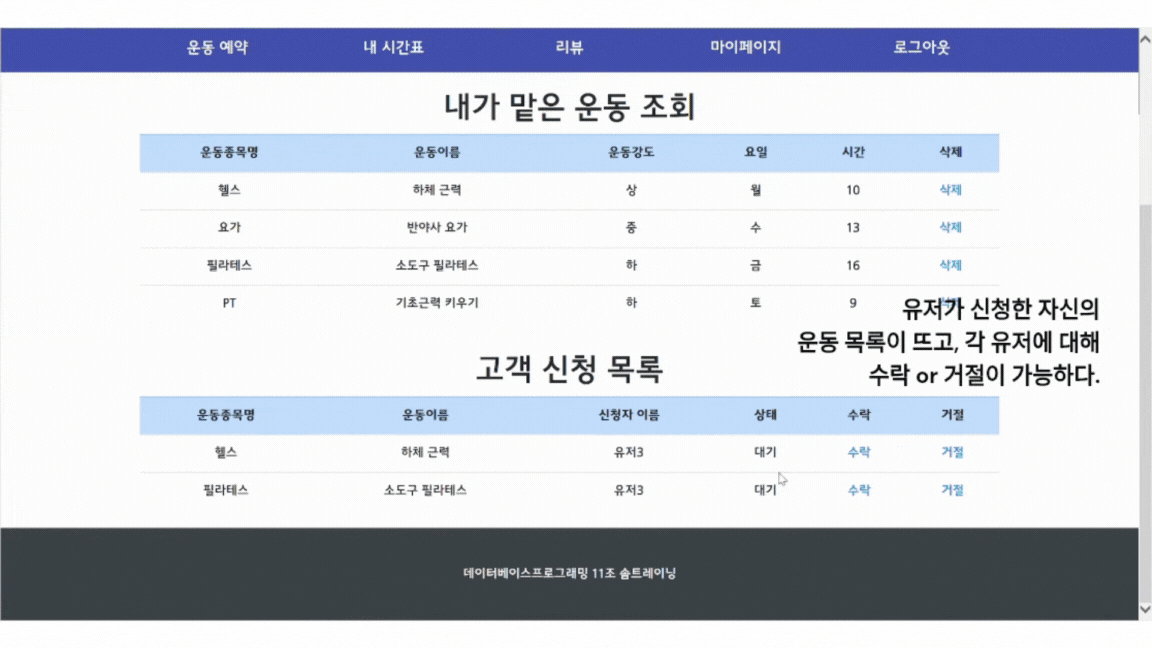 운동 예약 내 시간표 리뷰 마이페이지 로그아웃
내가 맡은 운동 조회
운동종목명 운동이름 운동강도 요일 시간 삭제
헬스 하체 근력 상 월 10 삭제
요가 반야사 요가 중 수 13 삭제
필라테스 소도구 필라테스 하 금 16 삭제
PT 기초근력 키우기 하 토 9
유저가 신청한 자신의
운동 목록이 뜨고, 각 유저에 대해
수락 or 거절이 가능하다.
고객 신청 목록
운동종목명 운동이름 신청자 이름 상태 수락 거절
헬스 하체 근력 유저3 대기 수락 거절
필라테스 소도구 필라테스 유저3 대기 수락 거절
데이터베이스프로그래밍 11조 솜트레이닝